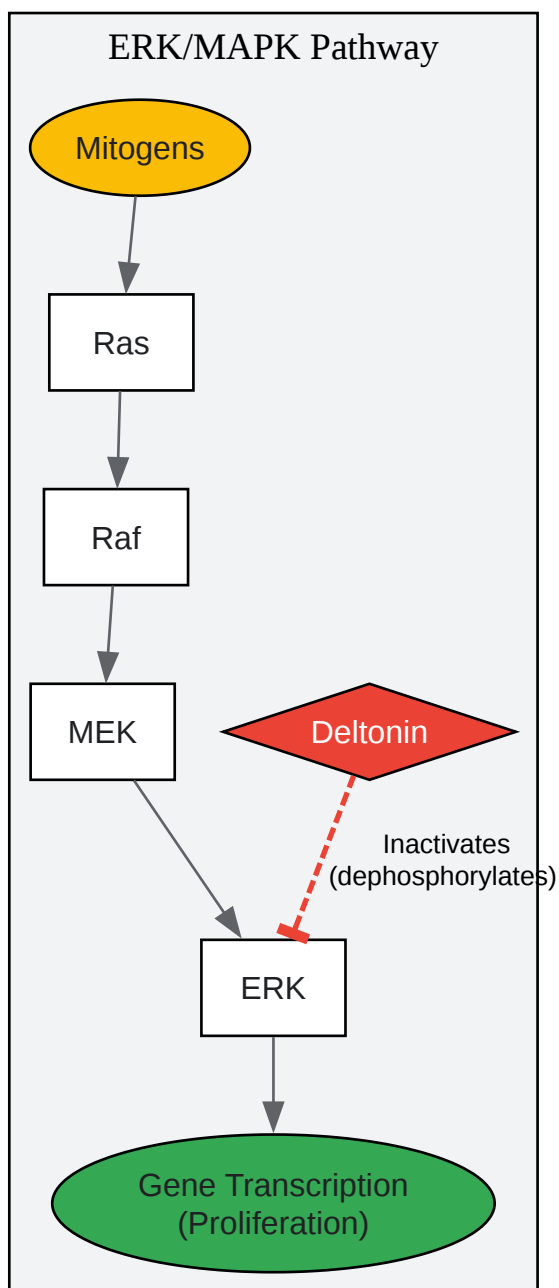 ERK/MAPK Pathway
Mitogens
Ras
Raf
MEK
Deltonin
Inactivates
(dephosphorylates)
ERK
Gene Transcription
(Proliferation)